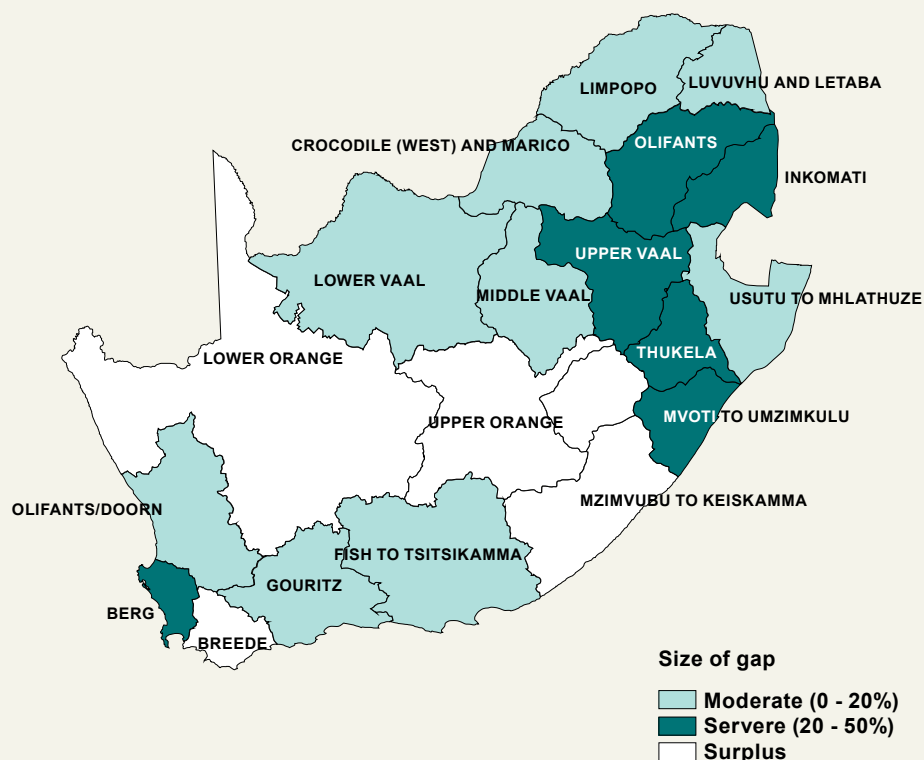 LIMPOPO
LUVUVHU AND LETABA
CROCODILE (WEST) AND MARICO
OLIFANTS
INKOMATI
UPPER VAAL
LOWER VAAL
MIDDLE VAAL
USUTU TO MHLATHUZE
THUKELA
LOWER ORANGE
UPPER ORANGE
MVOTI TO UMZIMKULU
MZIMVUBU TO KEISKAMMA
OLIFANTS/DOORN
FISH TO TSITSIKAMMA
GOURITZ
BERG
BREEDE
Size of gap
Moderate (0 - 20%)
Servere (20 - 50%)
Surplus